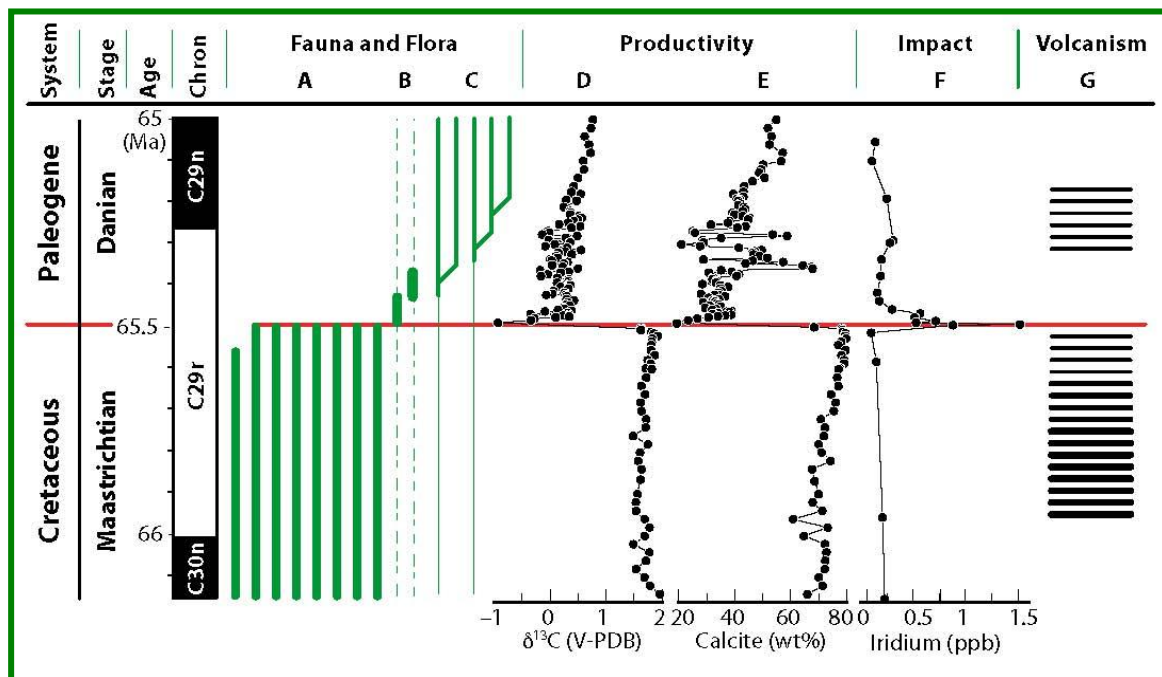 System
Stage
Age
Chron
Fauna and Flora
Productivity
Impact
Volcanism
A
B
C
D
E
F
G
Paleogene
Cretaceous
Danian
Maastrichtian
65
(Ma)
65.5
66
C29n
C29r
C30n
–1 0 1 2
δ¹³C (V-PDB)
20 40 60 80
Calcite (wt%)
0 0.5 1 1.5
Iridium (ppb)